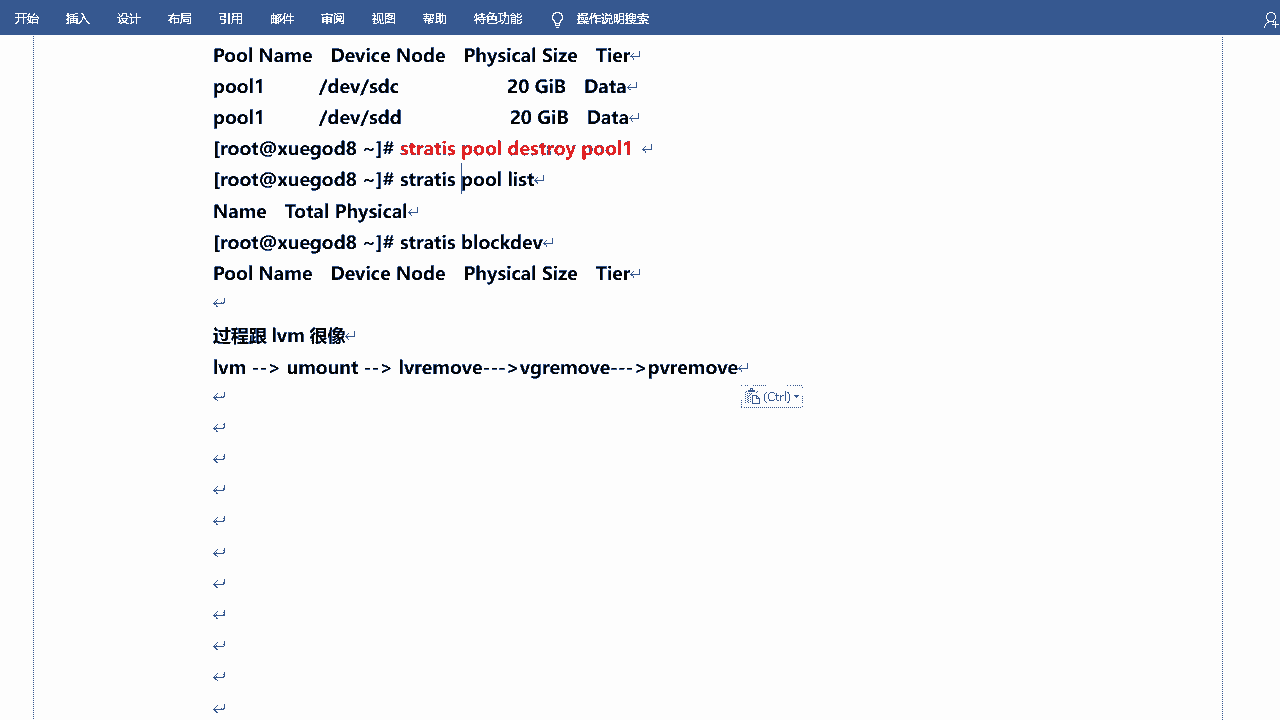 开始 插入 设计 布局 引用 邮件 审阅 视图 帮助 特色功能 操作说明搜索
Pool Name Device Node Physical Size Tier
pool1 /dev/sdc 20 GiB Data
pool1 /dev/sdd 20 GiB Data
[root@xuegod8 ~]# stratis pool destroy pool1
[root@xuegod8 ~]# stratis pool list
Name Total Physical
[root@xuegod8 ~]# stratis blockdev
Pool Name Device Node Physical Size Tier
过程跟 lvm 很像
lvm --> umount --> lvremove--->vgremove--->pvremove
(Ctrl)